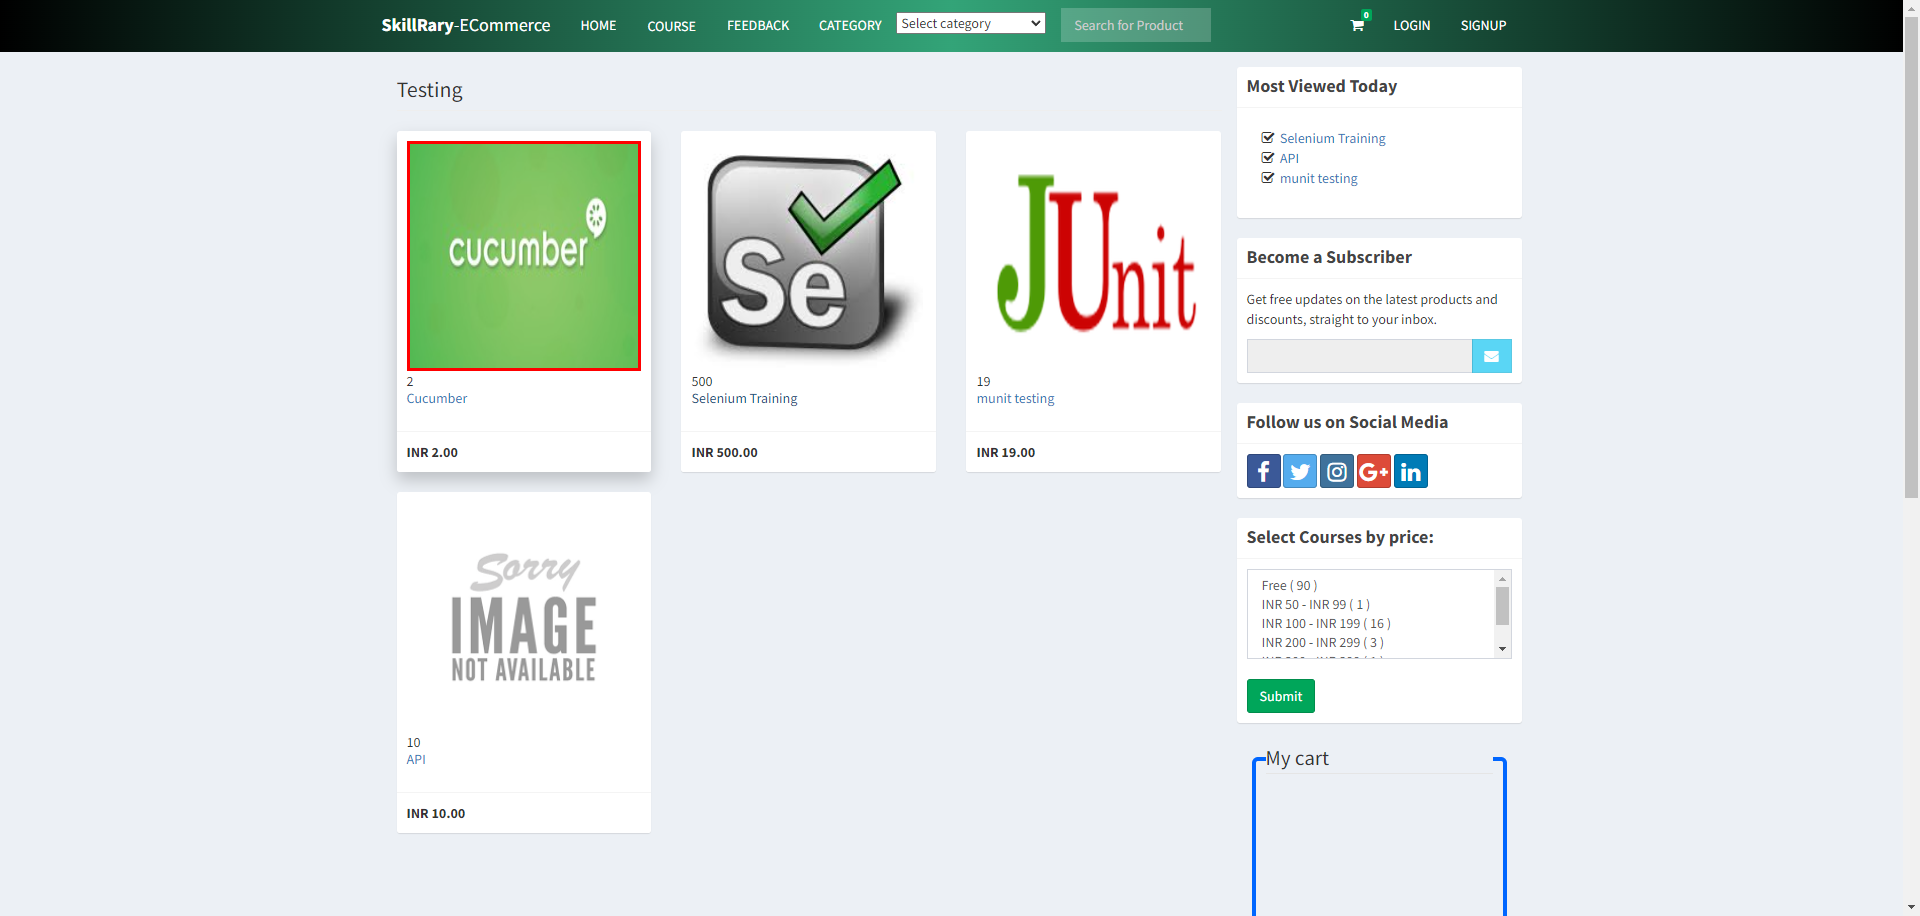 SkillRary-ECommerce HOME COURSE FEEDBACK CATEGORY Select category Search for Product 0 LOGIN SIGNUP
Testing
cucumber
2
Cucumber
INR 2.00
Se
500
Selenium Training
INR 500.00
JUnit
19
munit testing
INR 19.00
Sorry
IMAGE
NOT AVAILABLE
10
API
INR 10.00
Most Viewed Today
Selenium Training
API
munit testing
Become a Subscriber
Get free updates on the latest products and
discounts, straight to your inbox.
Follow us on Social Media
f
G+
in
Select Courses by price:
Free ( 90 )
INR 50 - INR 99 ( 1 )
INR 100 - INR 199 ( 16 )
INR 200 - INR 299 ( 3 )
Submit
My cart